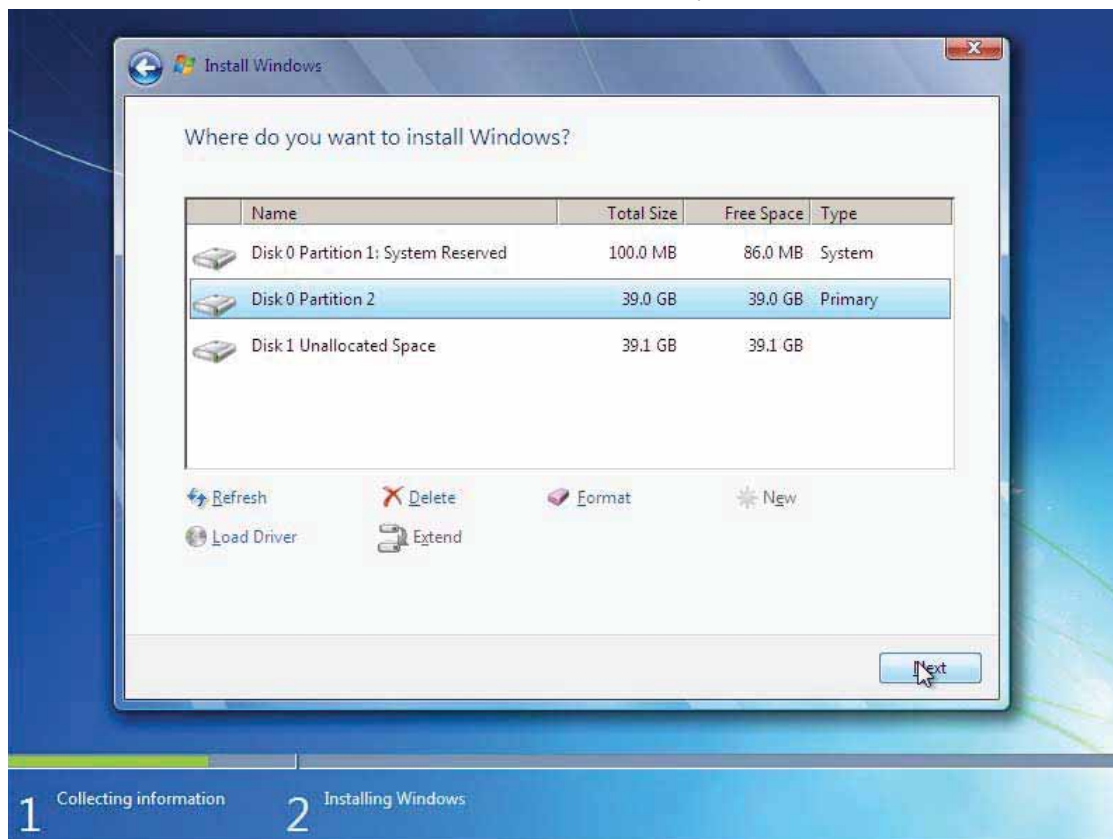 Install Windows
Where do you want to install Windows?
Name Total Size Free Space Type
Disk 0 Partition 1: System Reserved 100.0 MB 86.0 MB System
Disk 0 Partition 2 39.0 GB 39.0 GB Primary
Disk 1 Unallocated Space 39.1 GB 39.1 GB
Refresh Delete Format New
Load Driver Extend
Next
1 Collecting information 2 Installing Windows